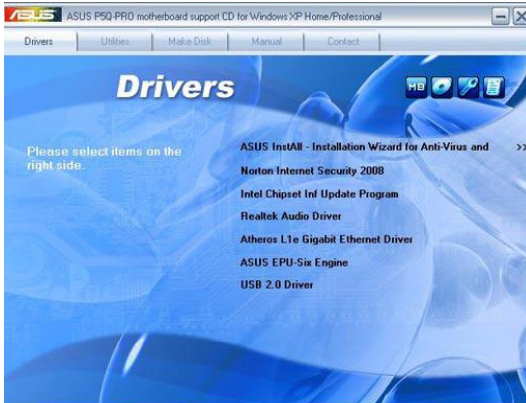 ASUS ASUS P5Q-PRO motherboard support CD for Windows XP Home/Professional
Drivers Utilities Make Disk Manual Contact
Drivers
MB
Please select items on the
right side.
ASUS InstAll - Installation Wizard for Anti-Virus and >>
Norton Internet Security 2008
Intel Chipset Inf Update Program
Realtek Audio Driver
Atheros L1e Gigabit Ethernet Driver
ASUS EPU-Six Engine
USB 2.0 Driver